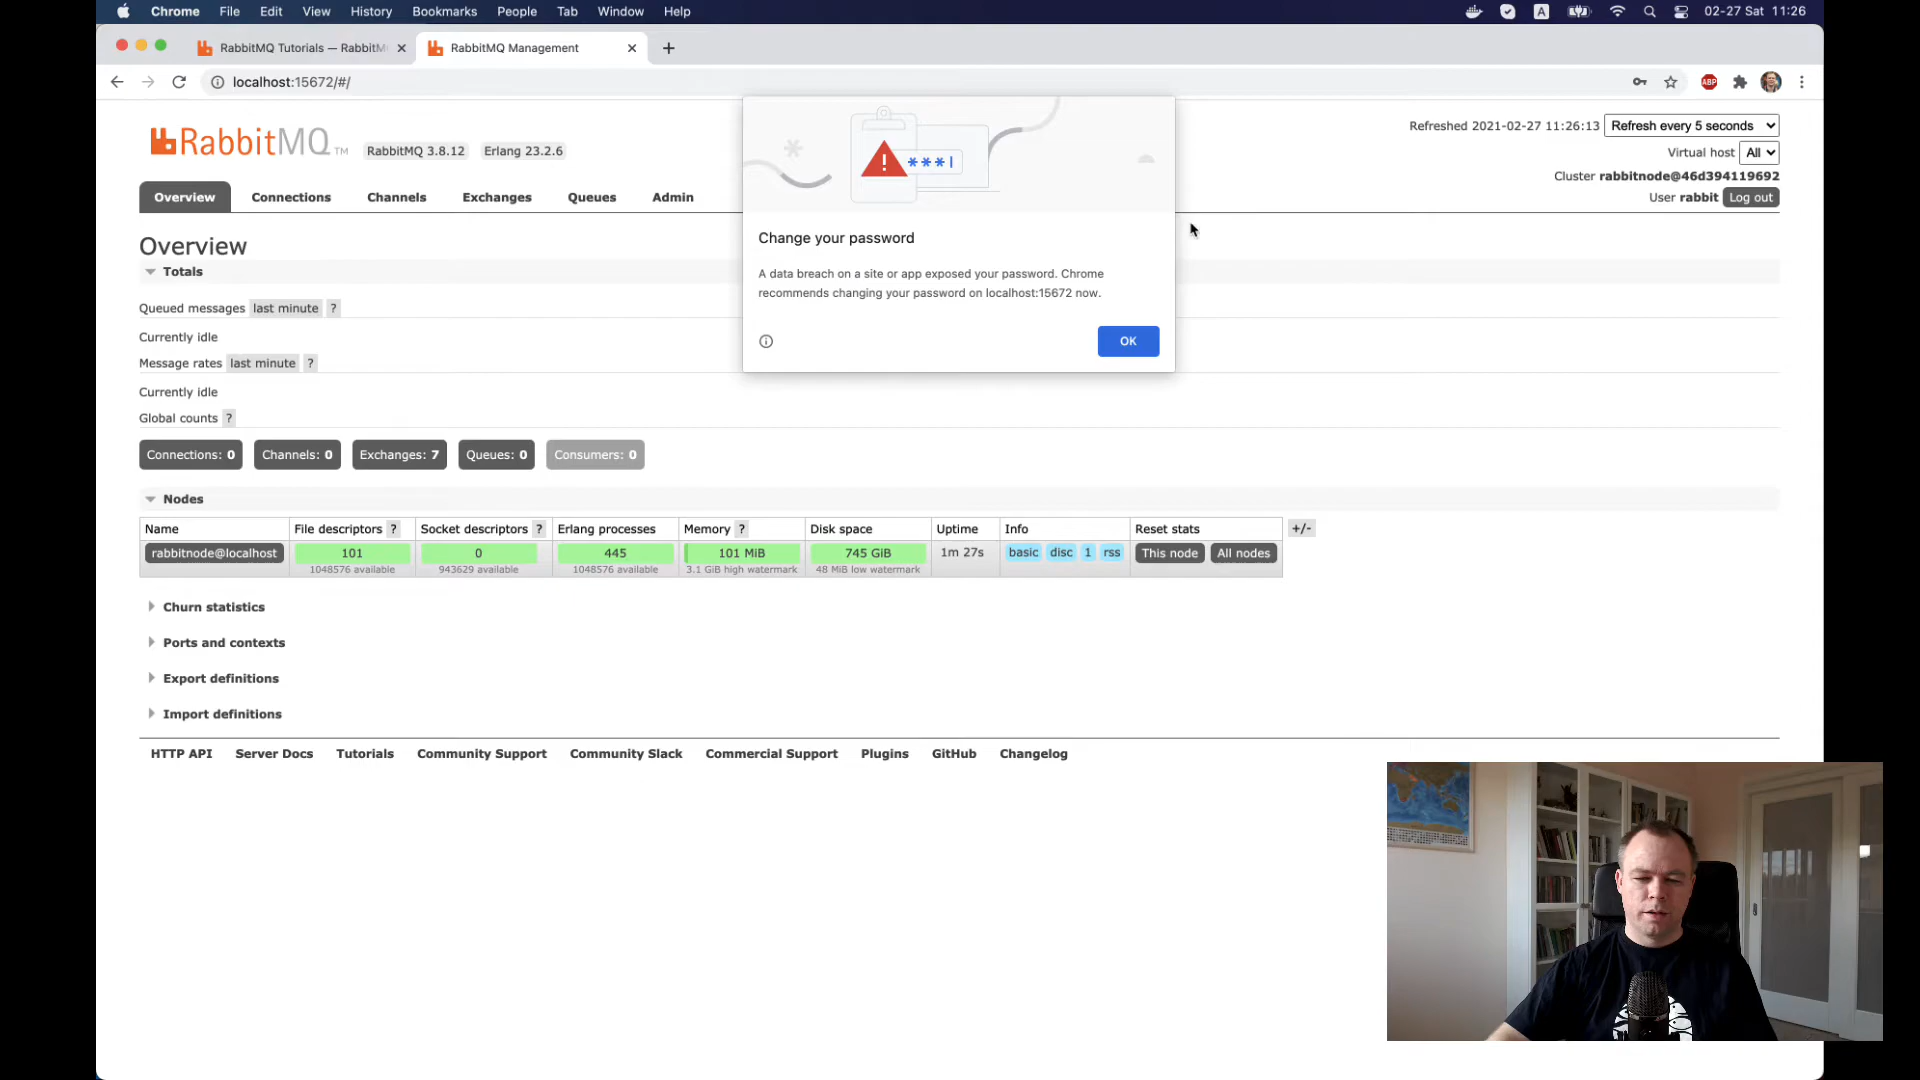 Chrome File Edit View History Bookmarks People Tab Window Help 02-27 Sat 11:26
RabbitMQ Tutorials — RabbitM RabbitMQ Management
localhost:15672/#/ ABP
RabbitMQ TM RabbitMQ 3.8.12 Erlang 23.2.6
Refreshed 2021-02-27 11:26:13 Refresh every 5 seconds
Virtual host All
Cluster rabbitnode@46d394119692
User rabbit Log out
Overview Connections Channels Exchanges Queues Admin
***|
Change your password
A data breach on a site or app exposed your password. Chrome
recommends changing your password on localhost:15672 now.
OK
Overview
Totals
Queued messages last minute ?
Currently idle
Message rates last minute ?
Currently idle
Global counts ?
Connections: 0 Channels: 0 Exchanges: 7 Queues: 0 Consumers: 0
Nodes
Name File descriptors ? Socket descriptors ? Erlang processes Memory ? Disk space Uptime Info Reset stats +/-
rabbitnode@localhost 101 0 445 101 MiB 745 GiB 1m 27s basic disc 1 rss This node All nodes
1048576 available 943629 available 1048576 available 3.1 GiB high watermark 48 MiB low watermark
Churn statistics
Ports and contexts
Export definitions
Import definitions
HTTP API Server Docs Tutorials Community Support Community Slack Commercial Support Plugins GitHub Changelog